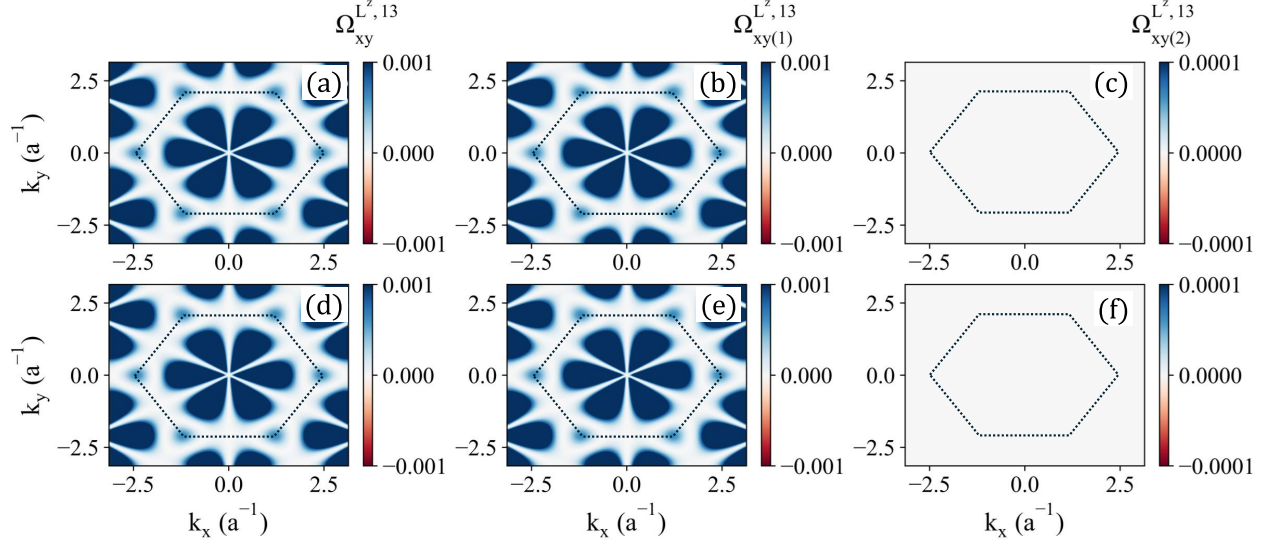 Ω_xy^{L^z, 13} Ω_xy(1)^{L^z, 13} Ω_xy(2)^{L^z, 13}
(a) (b) (c)
0.001 0.001 0.0001
0.000 0.000 0.0000
−0.001 −0.001 −0.0001
k_y (a⁻¹)
2.5 2.5 2.5
0.0 0.0 0.0
−2.5 −2.5 −2.5
−2.5 0.0 2.5 −2.5 0.0 2.5 −2.5 0.0 2.5
(d) (e) (f)
0.001 0.001 0.0001
0.000 0.000 0.0000
−0.001 −0.001 −0.0001
k_y (a⁻¹)
2.5 2.5 2.5
0.0 0.0 0.0
−2.5 −2.5 −2.5
−2.5 0.0 2.5 −2.5 0.0 2.5 −2.5 0.0 2.5
k_x (a⁻¹) k_x (a⁻¹) k_x (a⁻¹)